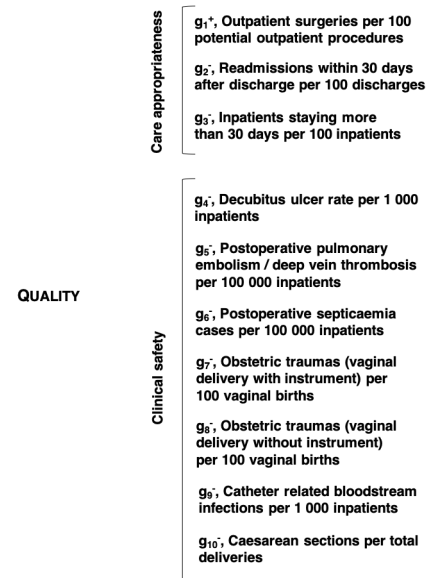 QUALITY
Care appropriateness
g₁⁺, Outpatient surgeries per 100
potential outpatient procedures
g₂⁻, Readmissions within 30 days
after discharge per 100 discharges
g₃⁻, Inpatients staying more
than 30 days per 100 inpatients
Clinical safety
g₄⁻, Decubitus ulcer rate per 1 000
inpatients
g₅⁻, Postoperative pulmonary
embolism / deep vein thrombosis
per 100 000 inpatients
g₆⁻, Postoperative septicaemia
cases per 100 000 inpatients
g₇⁻, Obstetric traumas (vaginal
delivery with instrument) per
100 vaginal births
g₈⁻, Obstetric traumas (vaginal
delivery without instrument)
per 100 vaginal births
g₉⁻, Catheter related bloodstream
infections per 1 000 inpatients
g₁₀⁻, Caesarean sections per total
deliveries